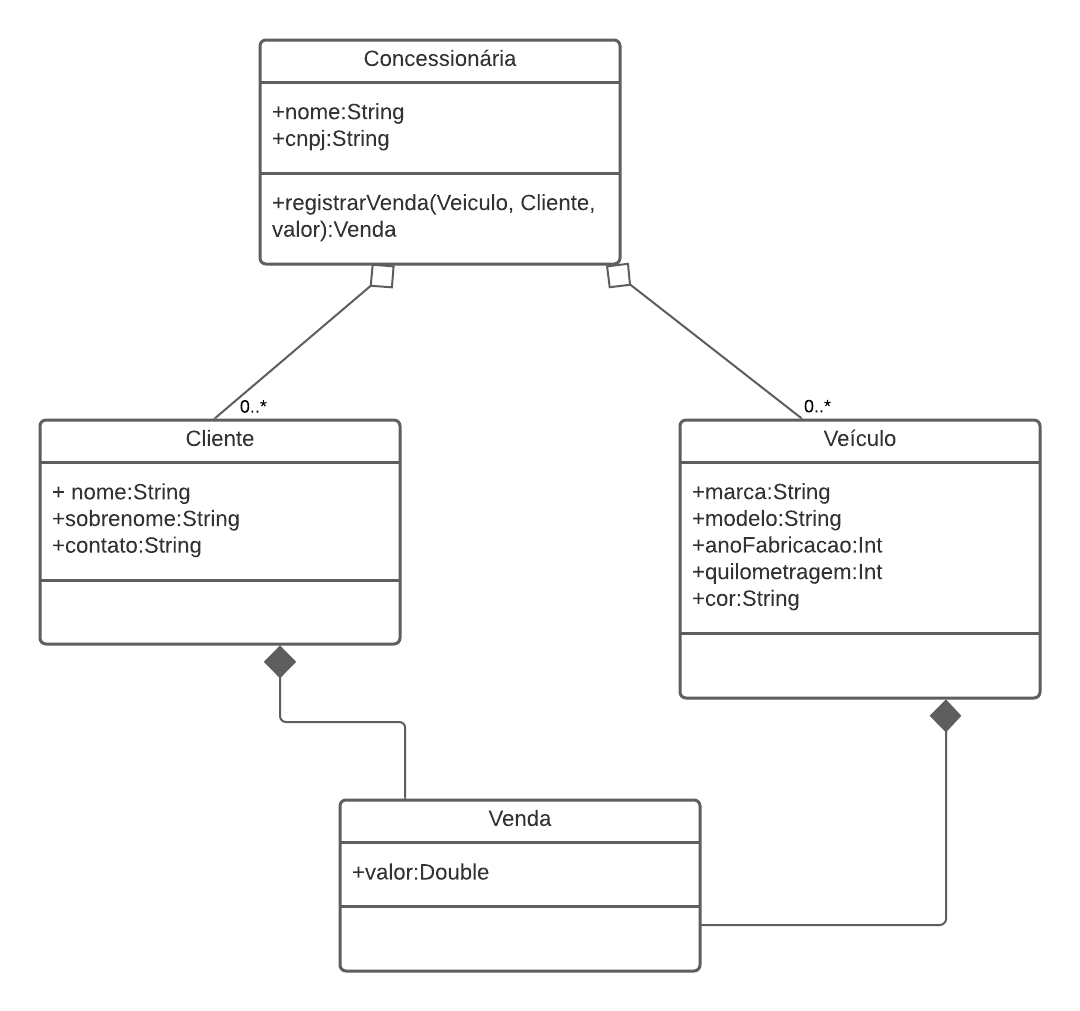 Concessionária
+nome:String
+cnpj:String
+registrarVenda(Veiculo, Cliente,
valor):Venda
0..*
0..*
Cliente
+ nome:String
+sobrenome:String
+contato:String
Veículo
+marca:String
+modelo:String
+anoFabricacao:Int
+quilometragem:Int
+cor:String
Venda
+valor:Double